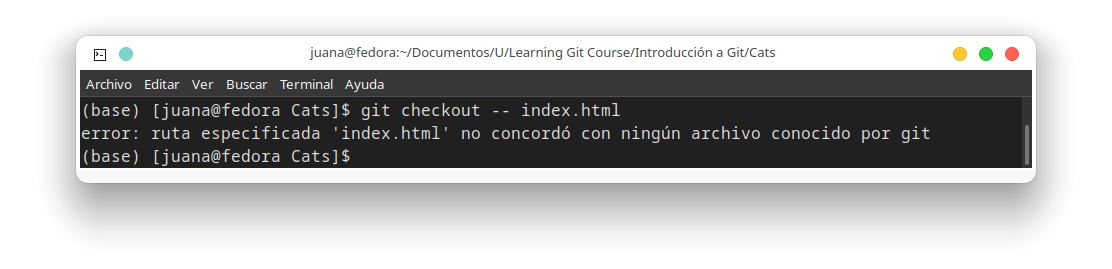 juana@fedora:~/Documentos/U/Learning Git Course/Introducción a Git/Cats
Archivo Editar Ver Buscar Terminal Ayuda
(base) [juana@fedora Cats]$ git checkout -- index.html
error: ruta especificada 'index.html' no concordó con ningún archivo conocido por git
(base) [juana@fedora Cats]$